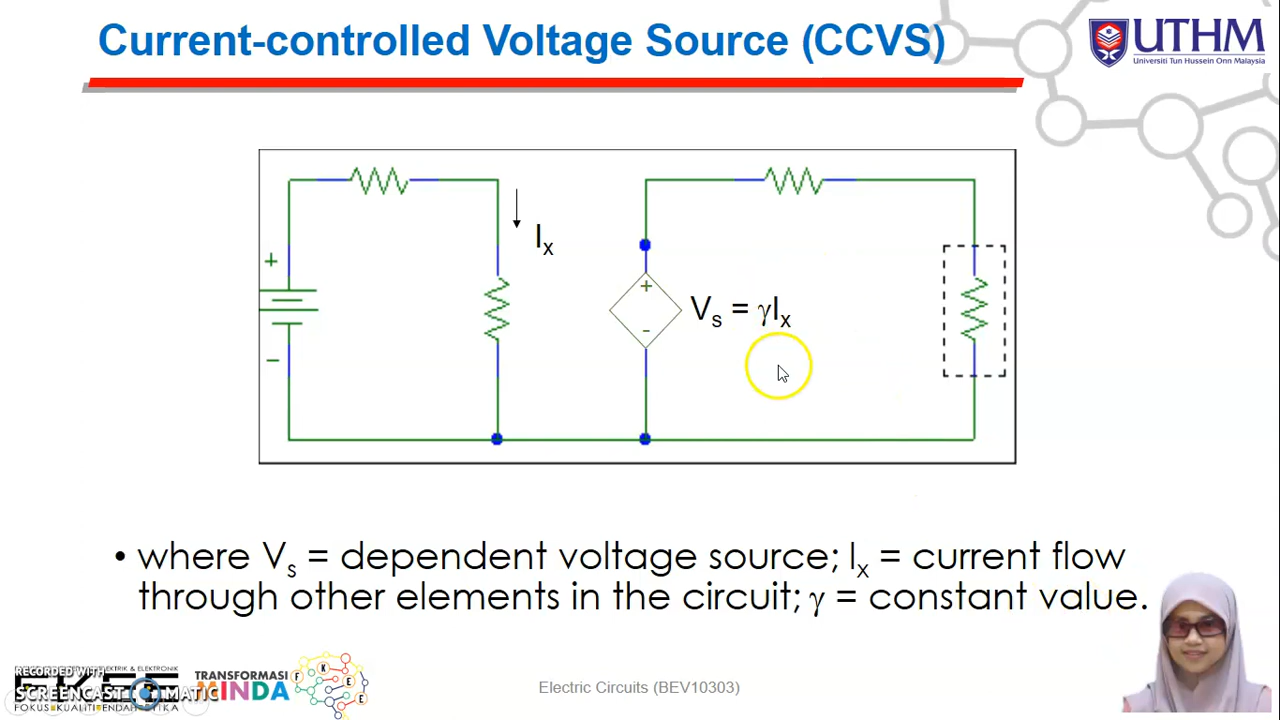 Current-controlled Voltage Source (CCVS)
UTHM
Universiti Tun Hussein Onn Malaysia
+
Iₓ
+
Vₛ = γIₓ
-
−
• where Vₛ = dependent voltage source; Iₓ = current flow
through other elements in the circuit; γ = constant value.
RECORDED WITH
SCREENCAST MATIC
FOKUS KUALITI
TRANSFORMASI
MINDA
F K E E
Electric Circuits (BEV10303)